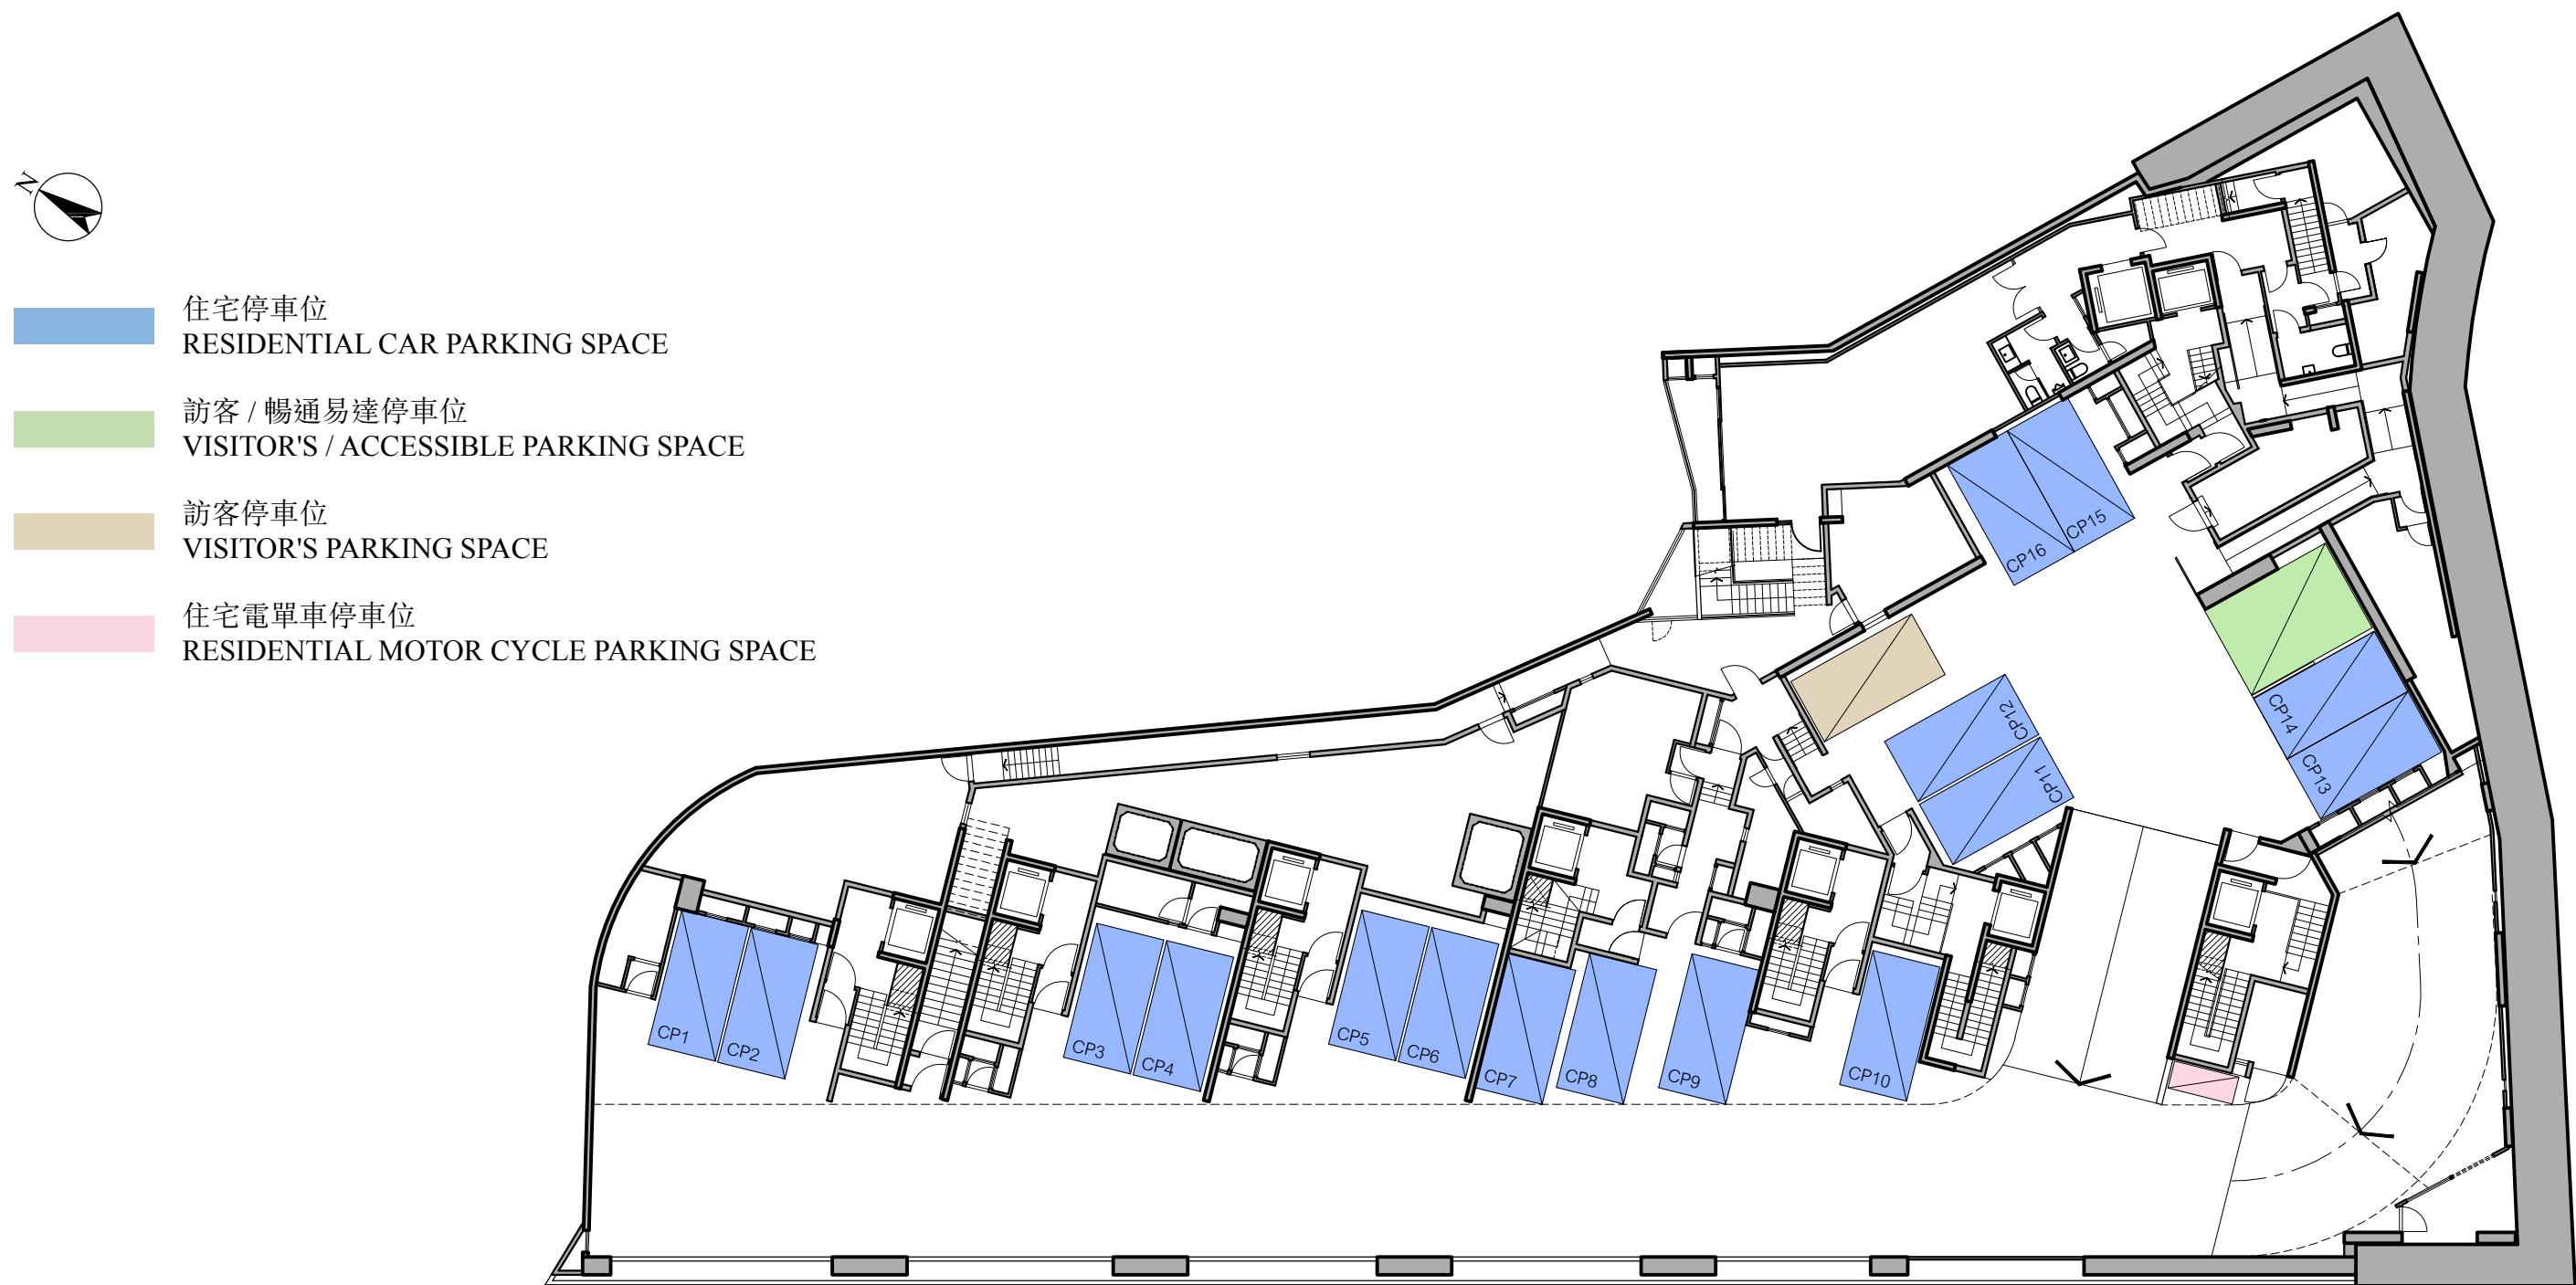 N
住宅停車位
RESIDENTIAL CAR PARKING SPACE
訪客 / 暢通易達停車位
VISITOR'S / ACCESSIBLE PARKING SPACE
訪客停車位
VISITOR'S PARKING SPACE
住宅電單車停車位
RESIDENTIAL MOTOR CYCLE PARKING SPACE
CP16
CP15
CP14
CP13
CP12
CP11
CP1
CP2
CP3
CP4
CP5
CP6
CP7
CP8
CP9
CP10